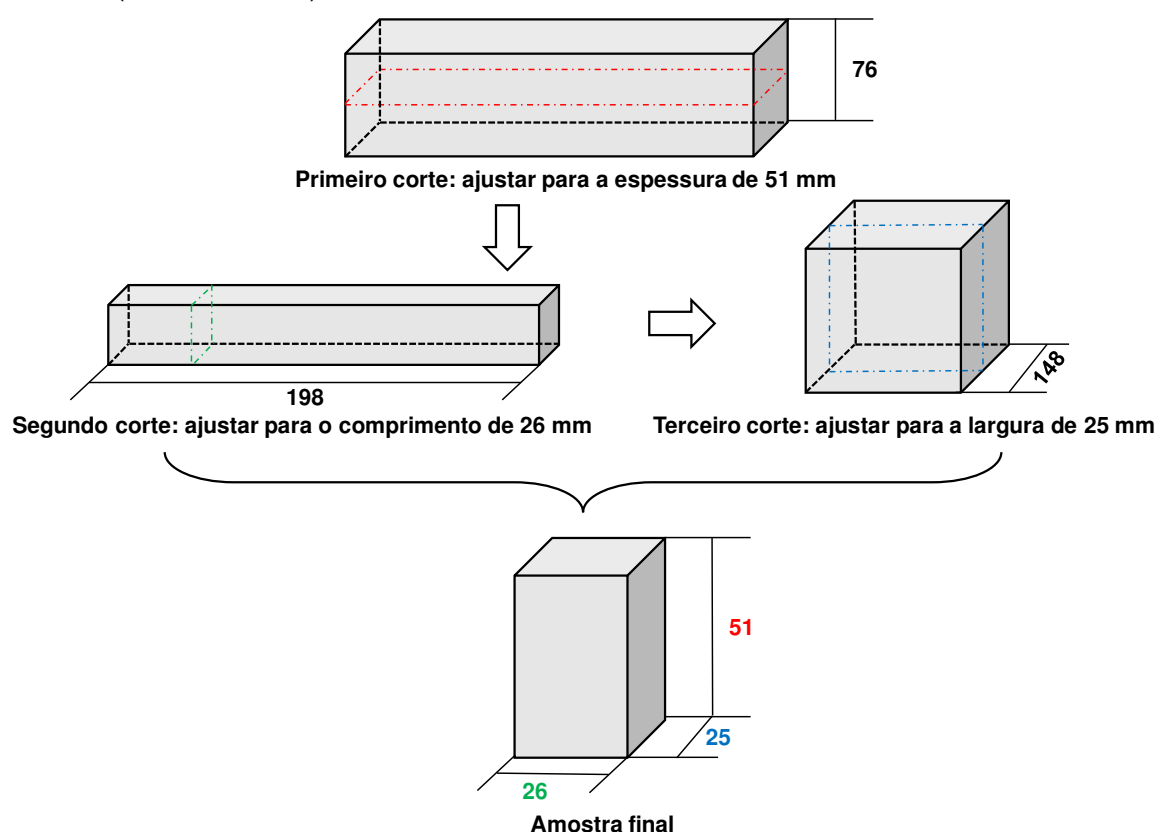 76
Primeiro corte: ajustar para a espessura de 51 mm
198
148
Segundo corte: ajustar para o comprimento de 26 mm
Terceiro corte: ajustar para a largura de 25 mm
51
25
26
Amostra final